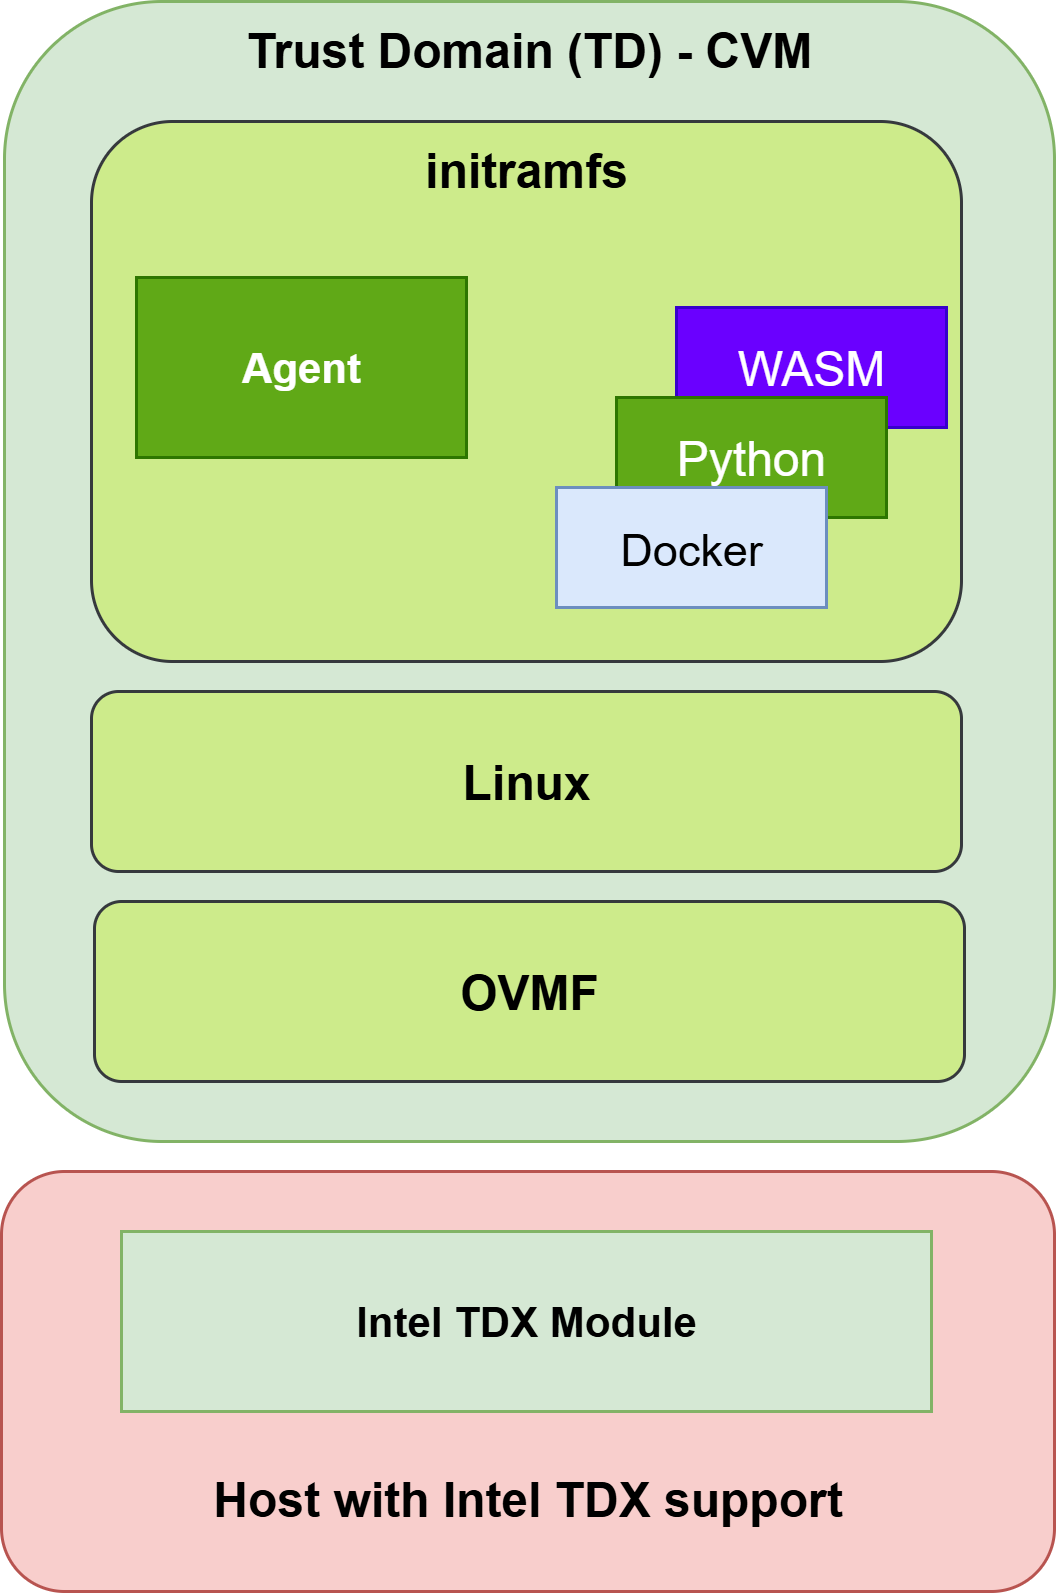 Trust Domain (TD) - CVM
initramfs
Agent
WASM
Python
Docker
Linux
OVMF
Intel TDX Module
Host with Intel TDX support